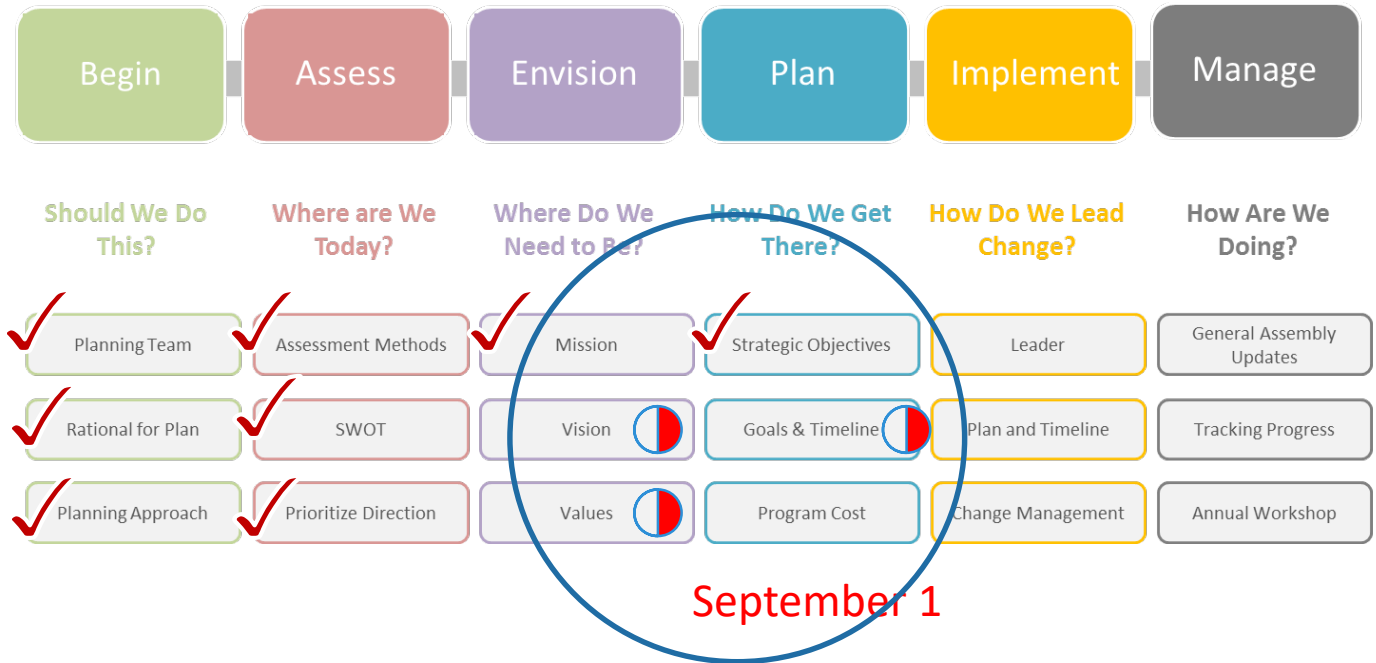 Begin
Assess
Envision
Plan
Implement
Manage
Should We Do
This?
Where are We
Today?
Where Do We
Need to Be?
How Do We Get
There?
How Do We Lead
Change?
How Are We
Doing?
Planning Team
Assessment Methods
Mission
Strategic Objectives
Leader
General Assembly
Updates
Rational for Plan
SWOT
Vision
Goals & Timeline
Plan and Timeline
Tracking Progress
Planning Approach
Prioritize Direction
Values
Program Cost
Change Management
Annual Workshop
September 1